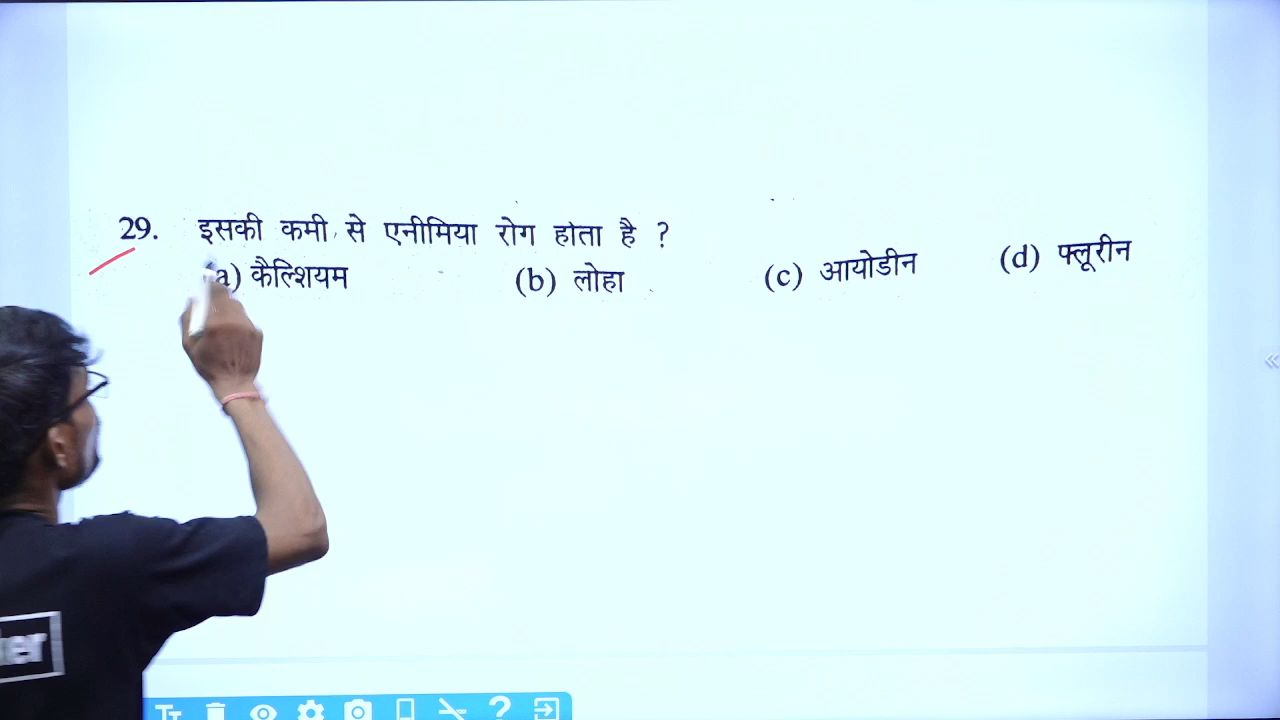 29. इसकी कमी से एनीमिया रोग होता है ?
(a) कैल्शियम (b) लोहा (c) आयोडीन (d) फ्लूरीन